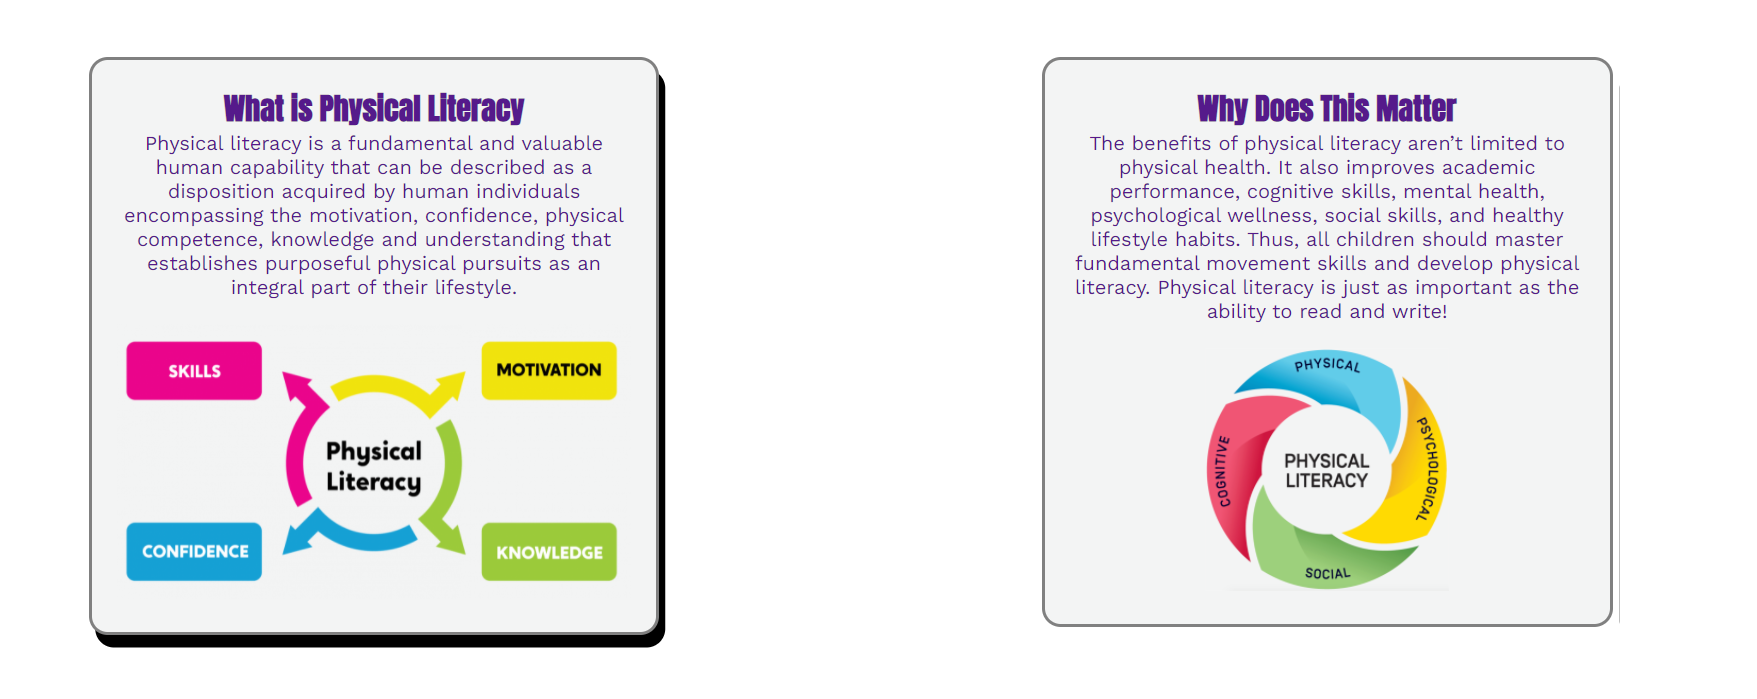 What is Physical Literacy
Physical literacy is a fundamental and valuable
human capability that can be described as a
disposition acquired by human individuals
encompassing the motivation, confidence, physical
competence, knowledge and understanding that
establishes purposeful physical pursuits as an
integral part of their lifestyle.
SKILLS
MOTIVATION
Physical
Literacy
CONFIDENCE
KNOWLEDGE
Why Does This Matter
The benefits of physical literacy aren’t limited to
physical health. It also improves academic
performance, cognitive skills, mental health,
psychological wellness, social skills, and healthy
lifestyle habits. Thus, all children should master
fundamental movement skills and develop physical
literacy. Physical literacy is just as important as the
ability to read and write!
PHYSICAL
COGNITIVE
PSYCHOLOGICAL
PHYSICAL
LITERACY
SOCIAL